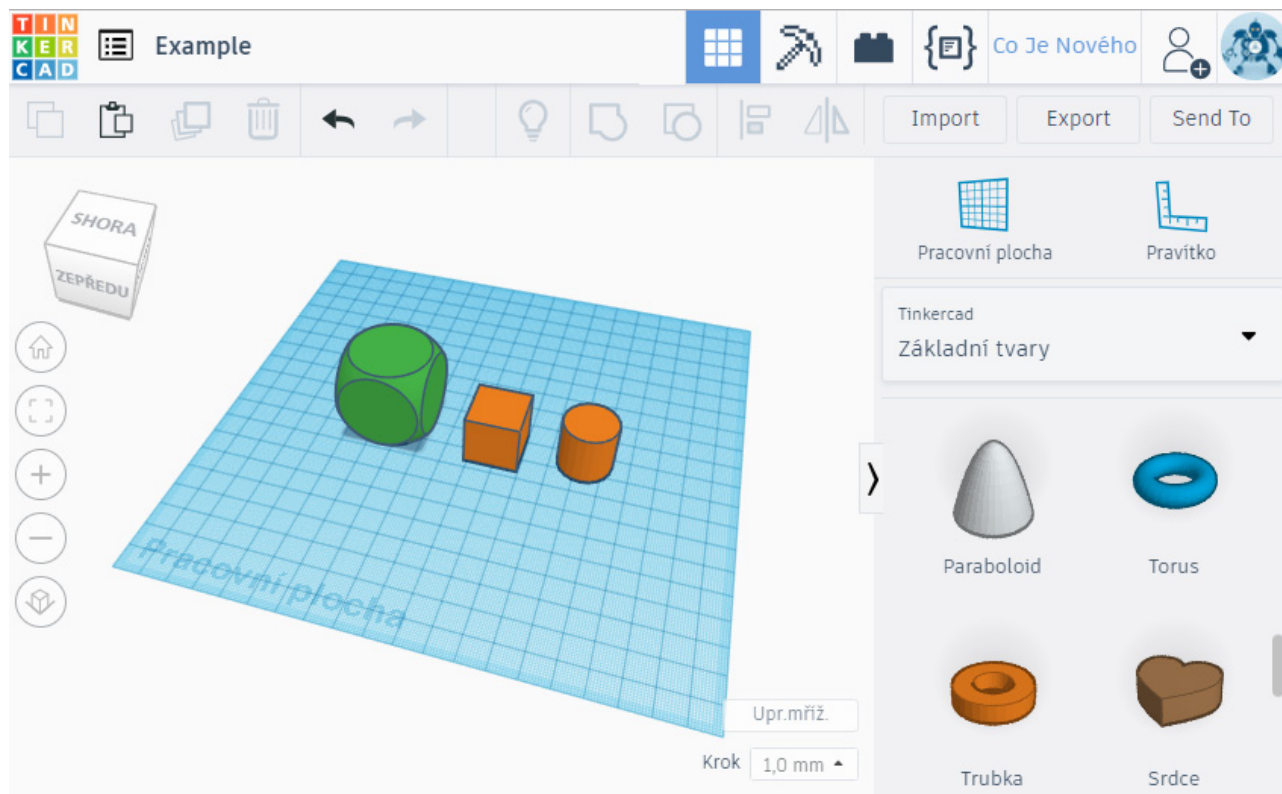 TIN
KER
CAD
Example
Co Je Nového
Import
Export
Send To
SHORA
ZEPŘEDU
Pracovní plocha
Pravítko
Tinkercad
Základní tvary
Paraboloid
Torus
Pracovní plocha
Trubka
Srdce
Upr.mříž.
Krok
1,0 mm